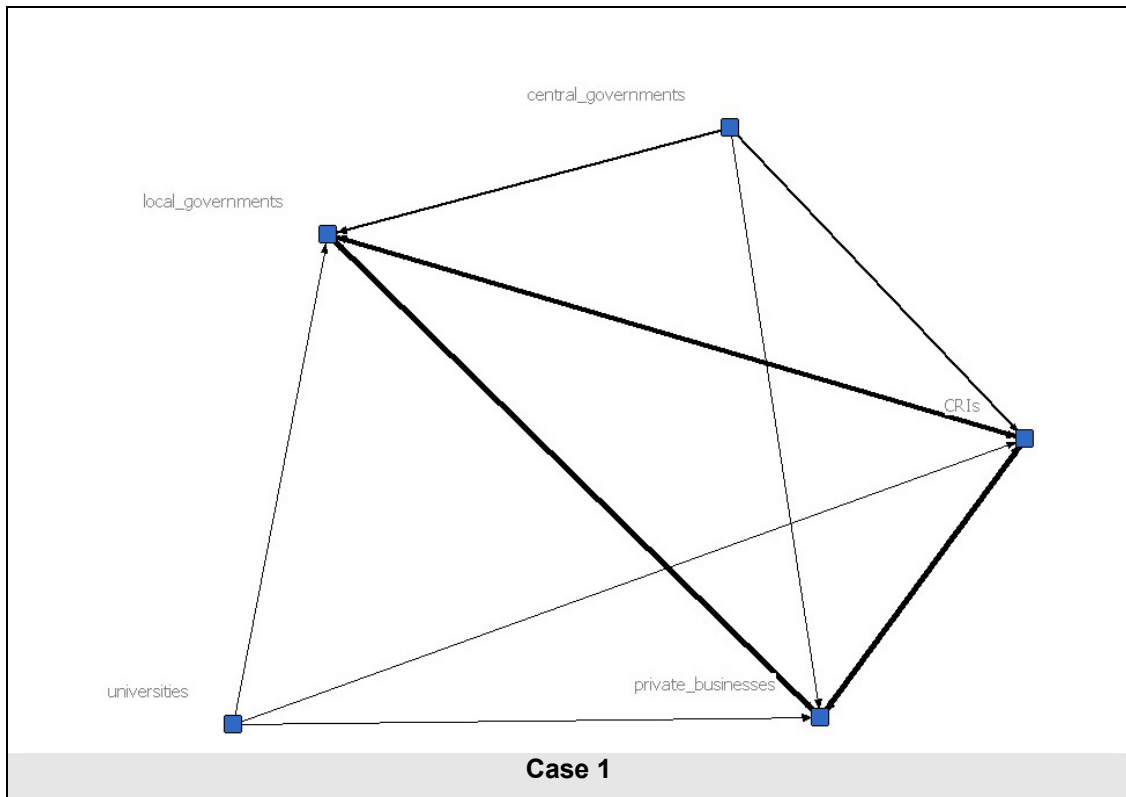 central_governments
local_governments
CRIs
private_businesses
universities
Case 1